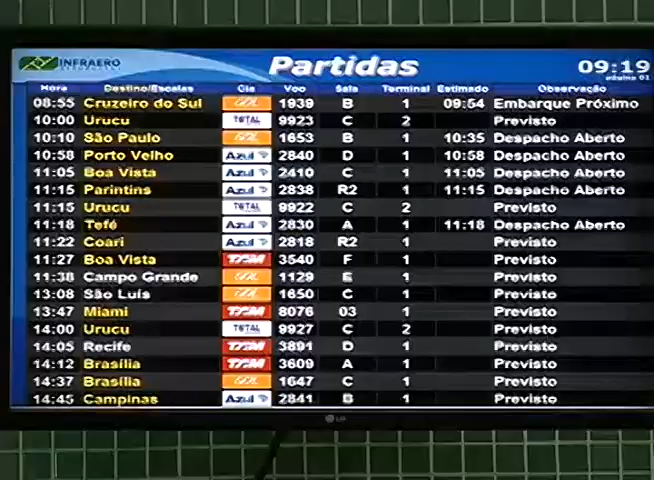 INFRAERO Partidas 09:19
AEROPORTOS página 01
Hora Destino/Escalas Cia Voo Sala Terminal Estimado Observação
08:55 Cruzeiro do Sul GOL 1939 B 1 09:54 Embarque Próximo
10:00 Urucu TOTAL 9923 C 2 Previsto
10:10 São Paulo GOL 1653 B 1 10:35 Despacho Aberto
10:58 Porto Velho Azul 2840 D 1 10:58 Despacho Aberto
11:05 Boa Vista Azul 2410 C 1 11:05 Despacho Aberto
11:15 Parintins Azul 2838 R2 1 11:15 Despacho Aberto
11:15 Urucu TOTAL 9922 C 2 Previsto
11:18 Tefé Azul 2830 A 1 11:18 Despacho Aberto
11:22 Coari Azul 2818 R2 1 Previsto
11:27 Boa Vista TAM 3540 F 1 Previsto
11:38 Campo Grande GOL 1129 E 1 Previsto
13:08 São Luís GOL 1650 C 1 Previsto
13:47 Miami TAM 8076 03 1 Previsto
14:00 Urucu TOTAL 9927 C 2 Previsto
14:05 Recife TAM 3891 D 1 Previsto
14:12 Brasília TAM 3609 A 1 Previsto
14:37 Brasília GOL 1647 C 1 Previsto
14:45 Campinas Azul 2841 B 1 Previsto
LG